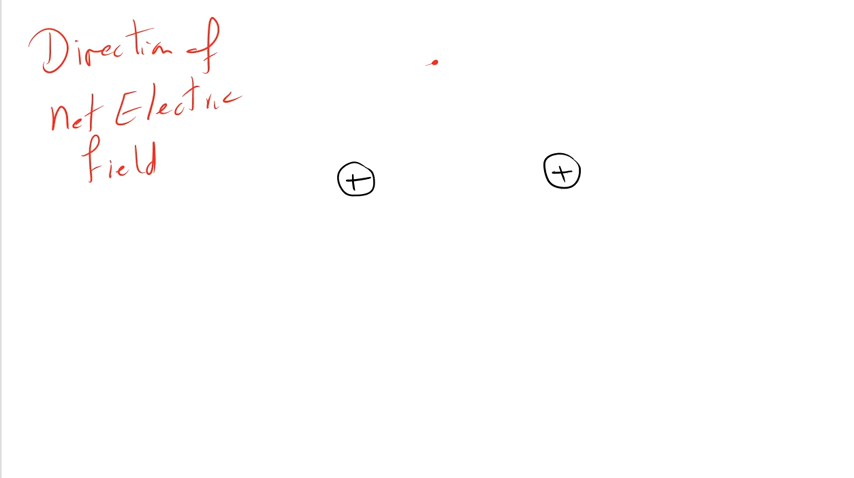 Direction of
net Electric
field
+ +